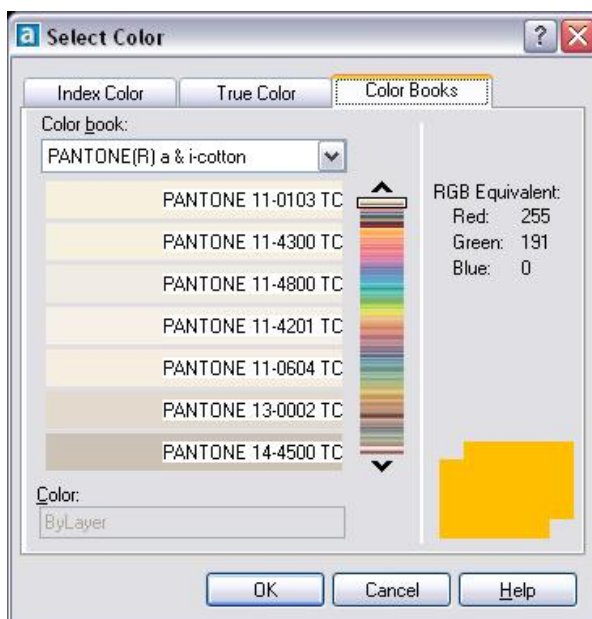 a Select Color
Index Color
True Color
Color Books
Color book:
PANTONE(R) a & i-cotton
PANTONE 11-0103 TC
PANTONE 11-4300 TC
PANTONE 11-4800 TC
PANTONE 11-4201 TC
PANTONE 11-0604 TC
PANTONE 13-0002 TC
PANTONE 14-4500 TC
RGB Equivalent:
Red: 255
Green: 191
Blue: 0
Color:
ByLayer
OK
Cancel
Help